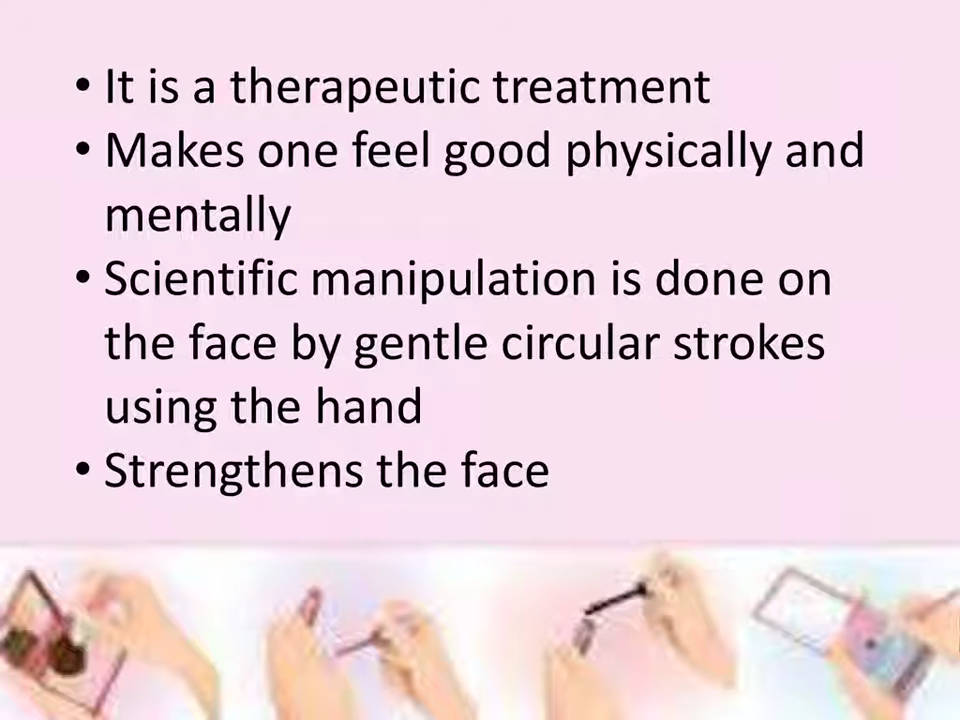 • It is a therapeutic treatment
• Makes one feel good physically and
mentally
• Scientific manipulation is done on
the face by gentle circular strokes
using the hand
• Strengthens the face